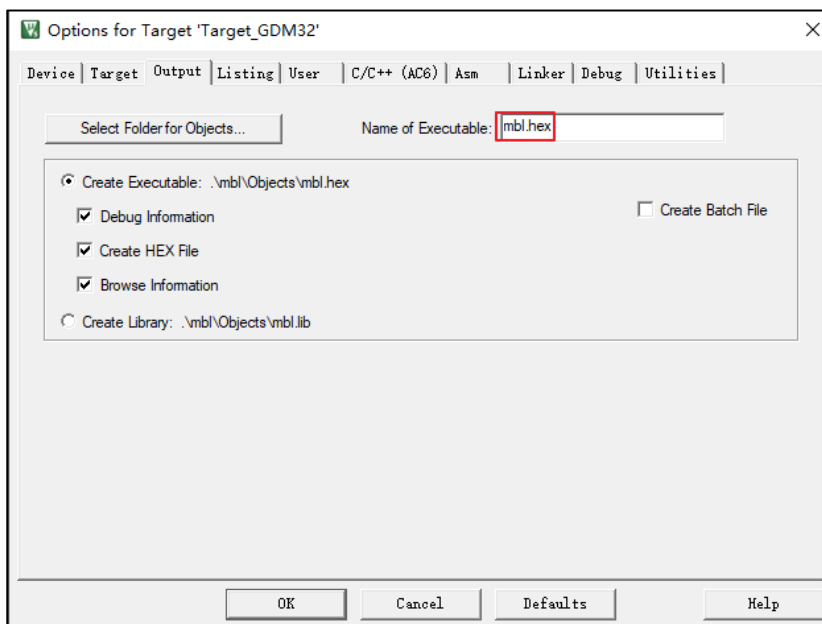 Options for Target 'Target_GDM32'
Device Target Output Listing User C/C++ (AC6) Asm Linker Debug Utilities
Select Folder for Objects... Name of Executable: mbl.hex
Create Executable: .\mbl\Objects\mbl.hex
Debug Information Create Batch File
Create HEX File
Browse Information
Create Library: .\mbl\Objects\mbl.lib
OK Cancel Defaults Help